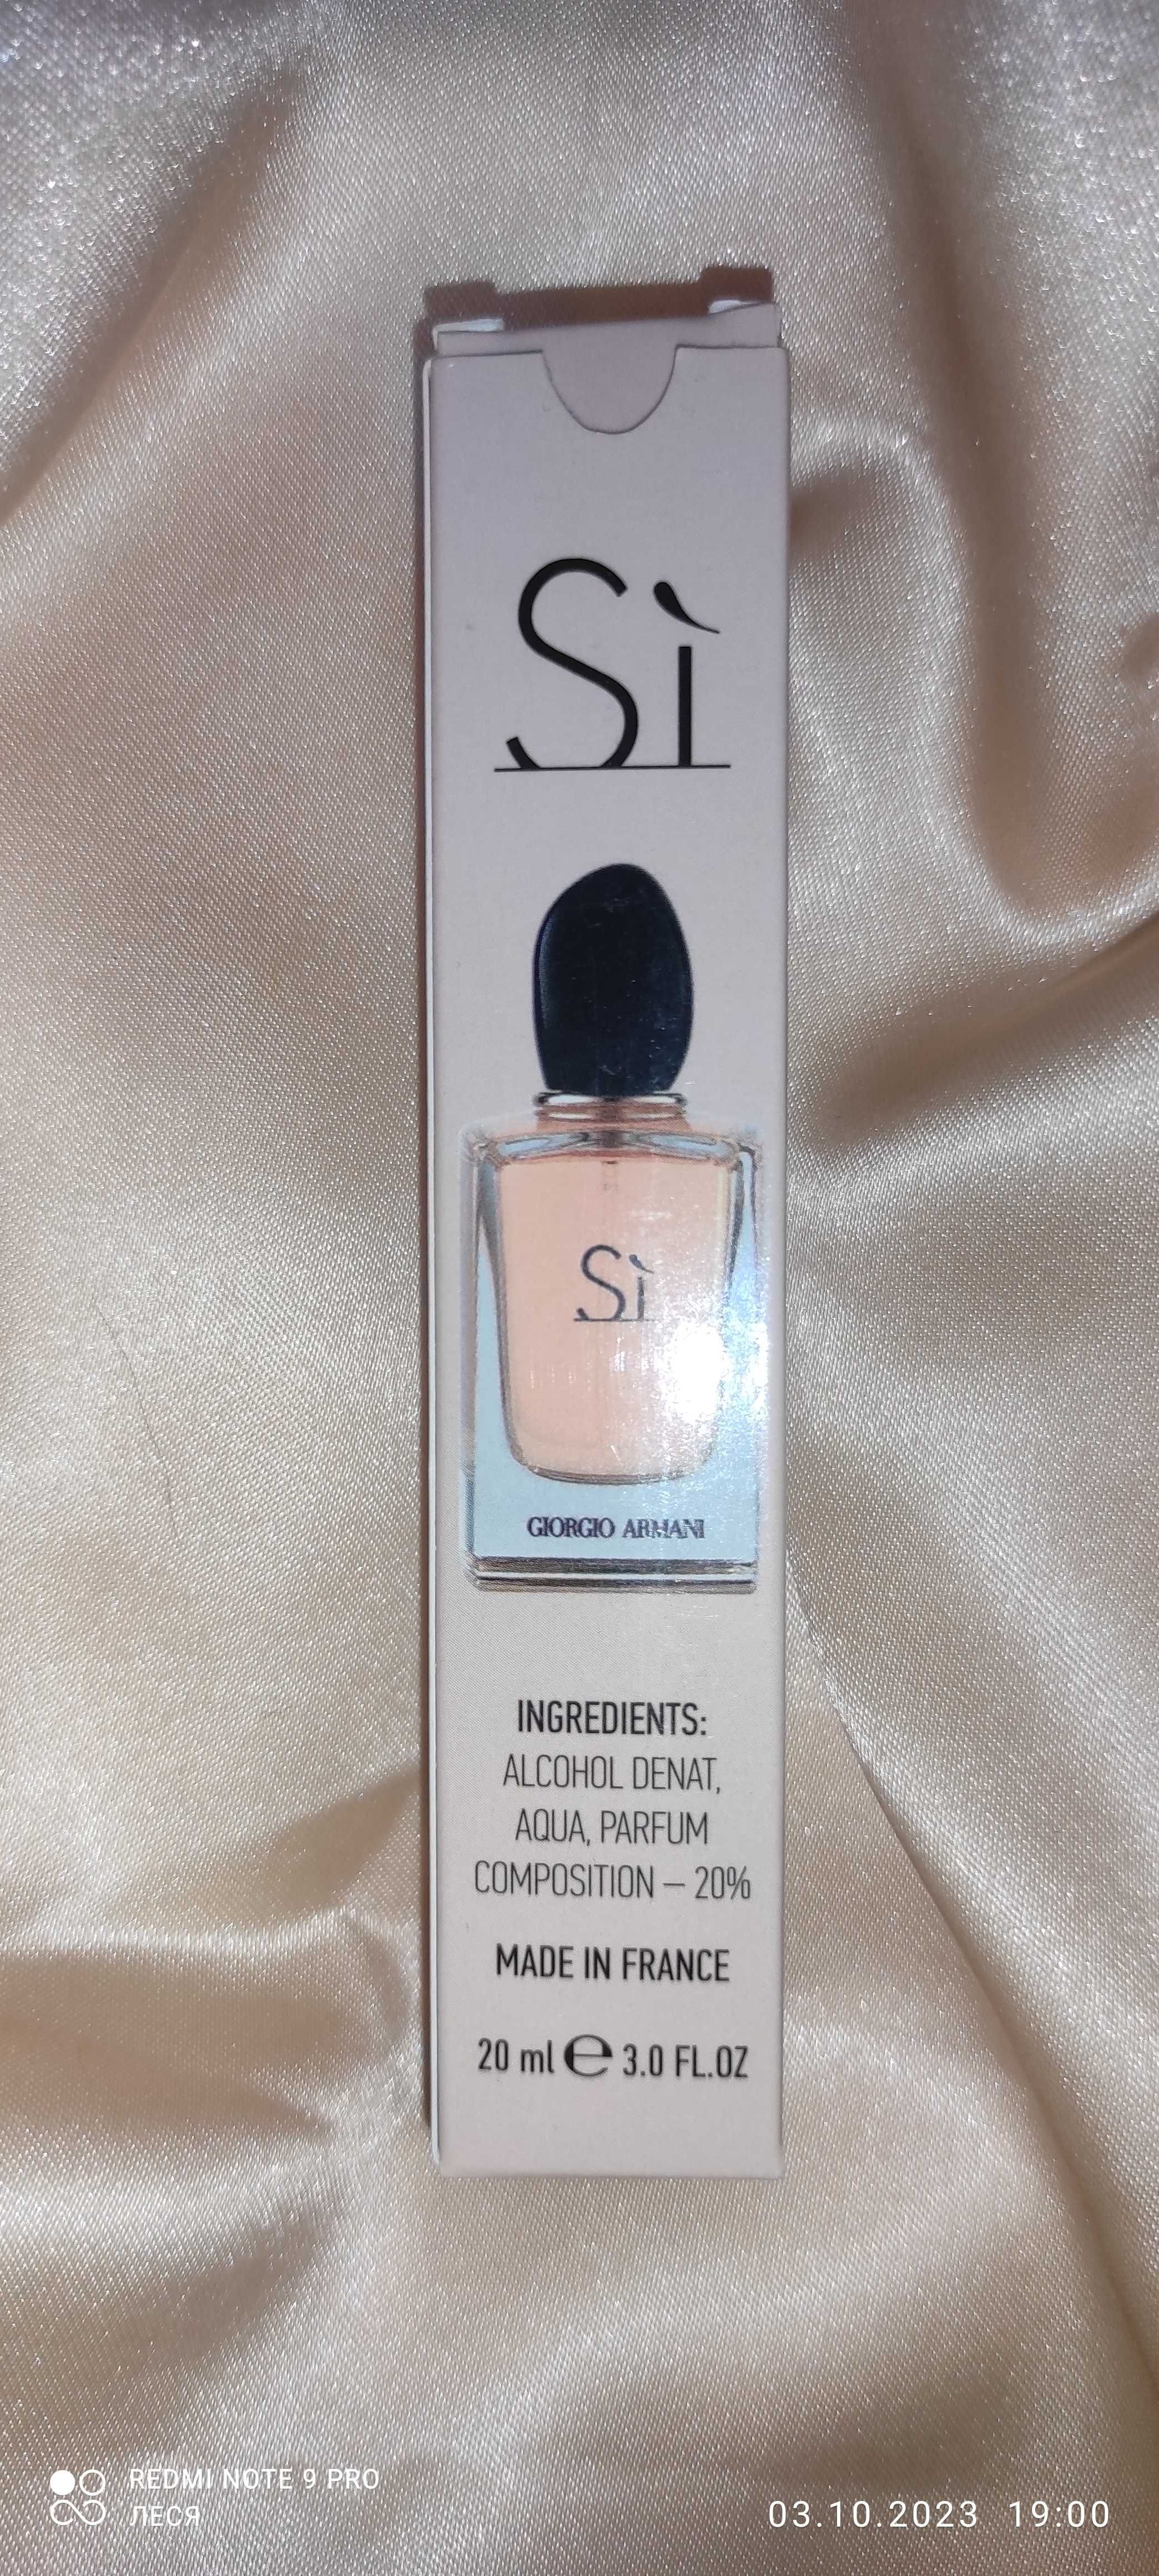 Sì
Sì
GIORGIO ARMANI
INGREDIENTS:
ALCOHOL DENAT,
AQUA, PARFUM
COMPOSITION – 20%
MADE IN FRANCE
20 ml ℮ 3.0 FL.OZ
REDMI NOTE 9 PRO
ЛЕСЯ
03.10.2023 19:00